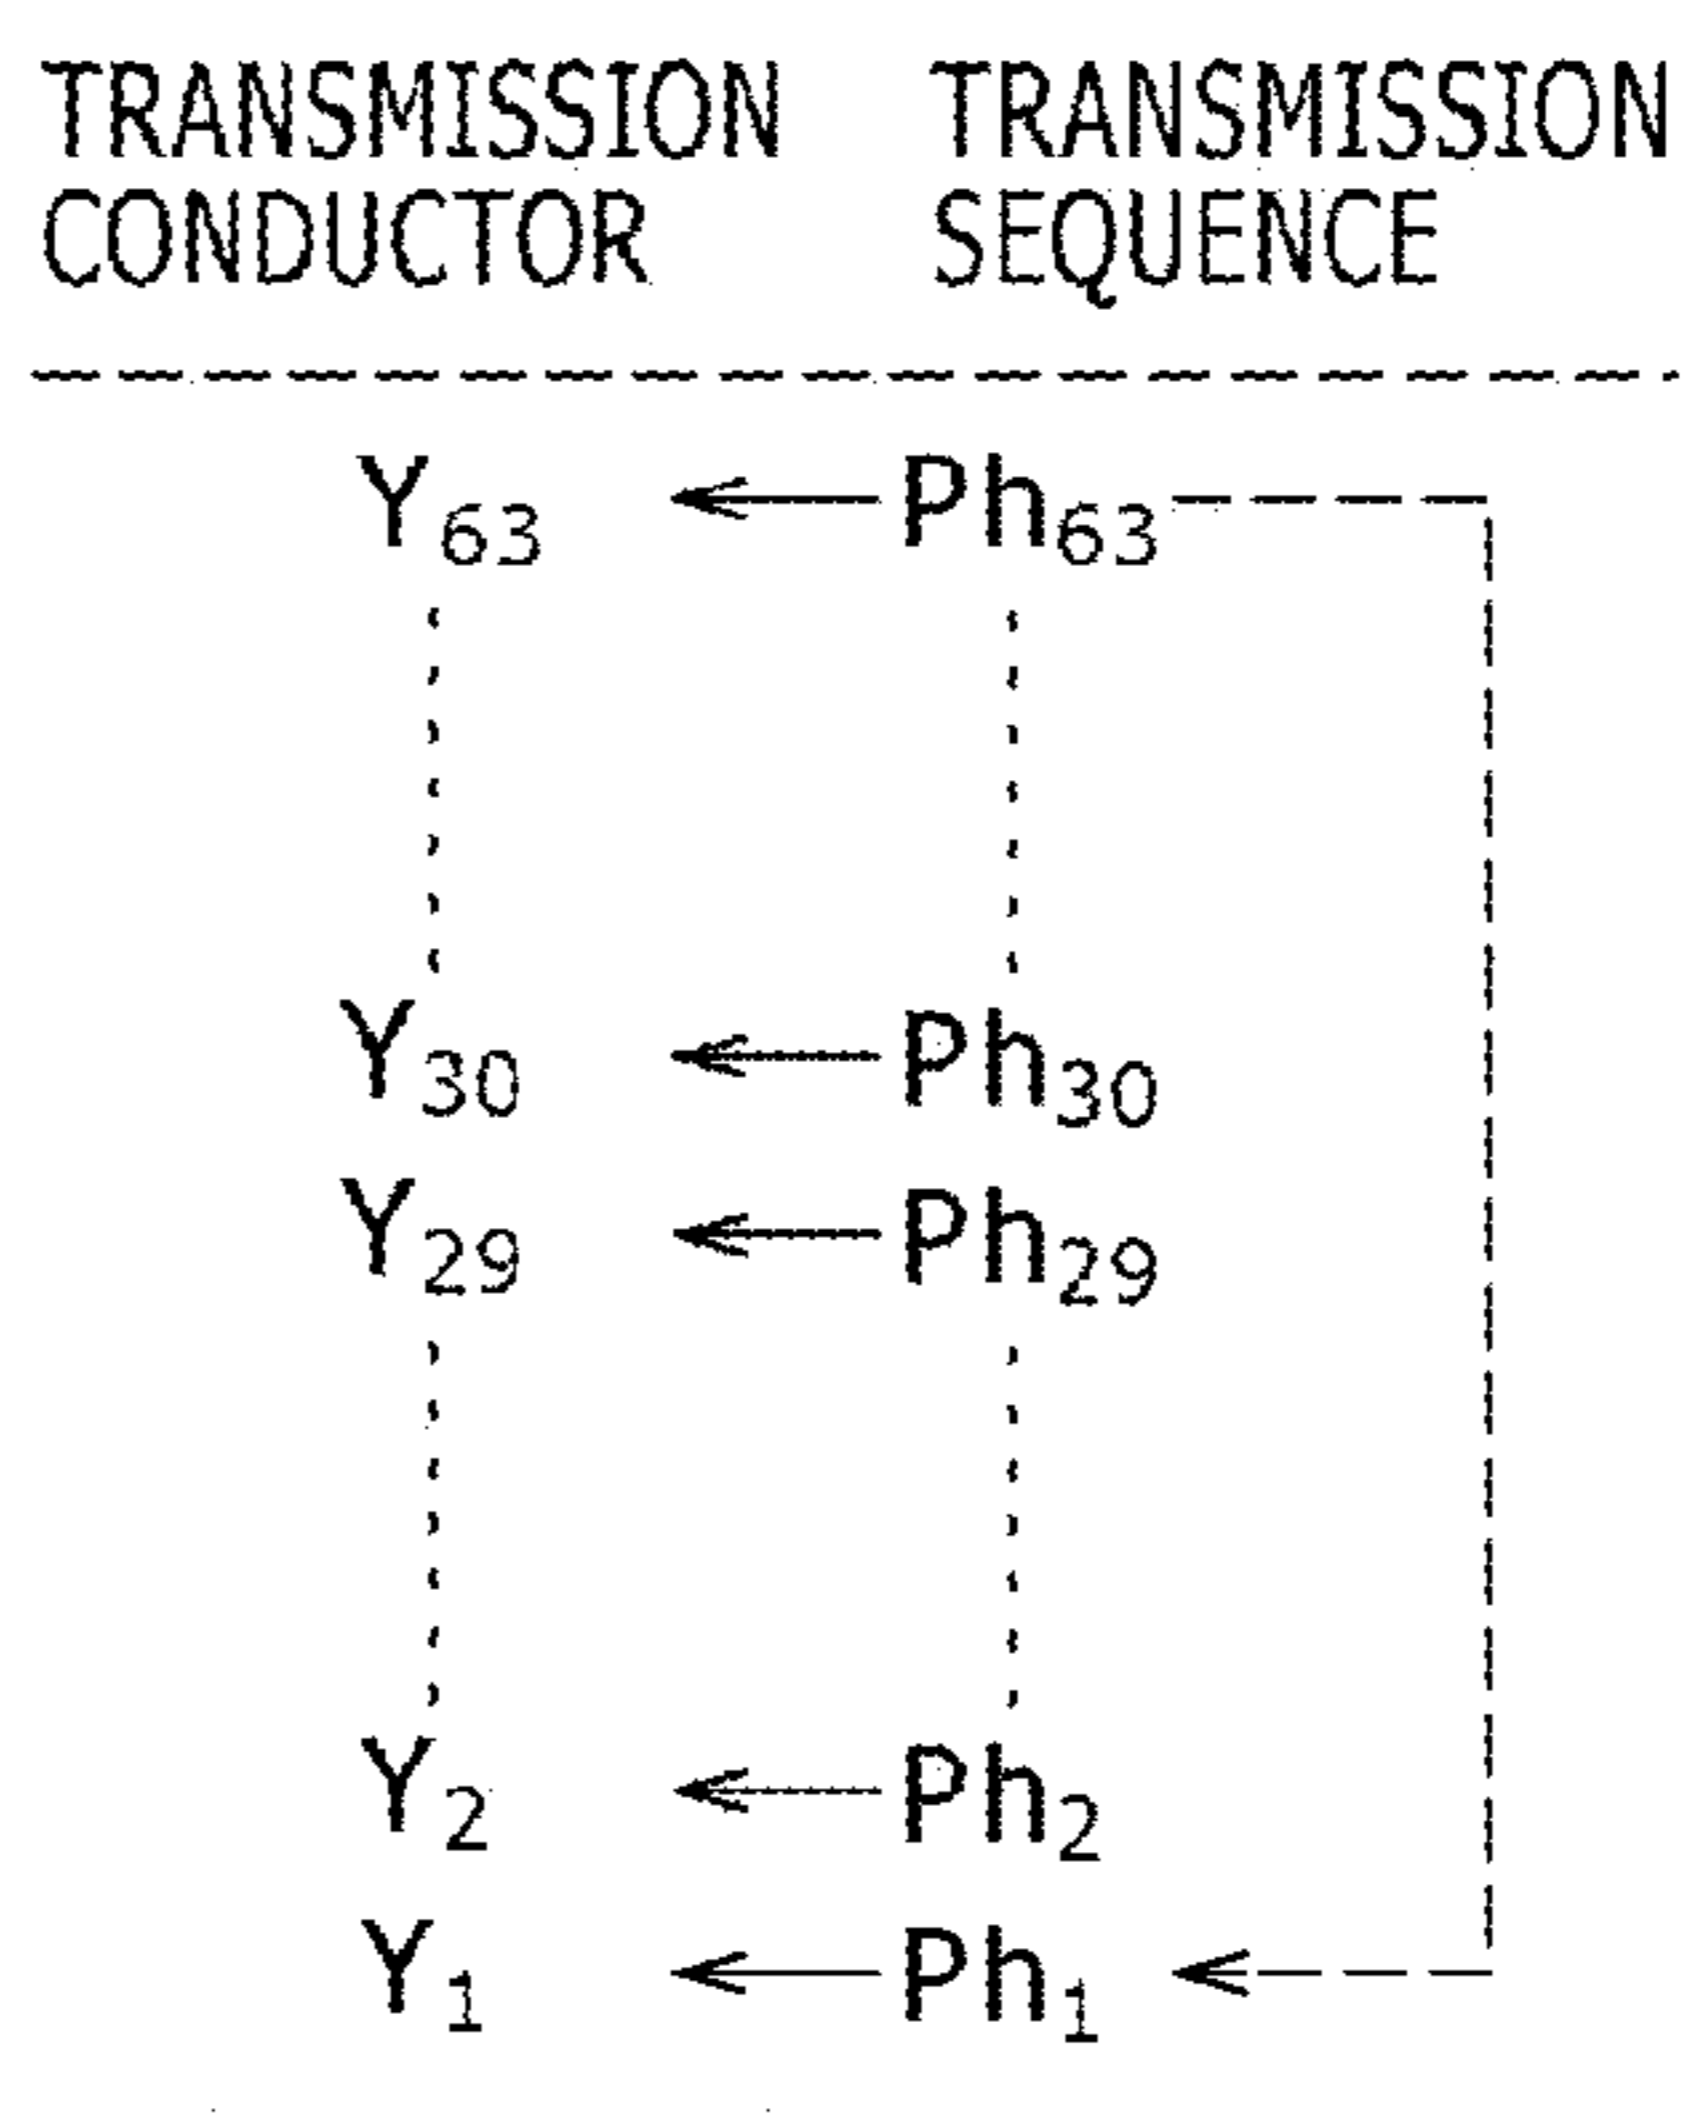 TRANSMISSION TRANSMISSION
CONDUCTOR SEQUENCE
Y63 ← Ph63
Y30 ← Ph30
Y29 ← Ph29
Y2 ← Ph2
Y1 ← Ph1